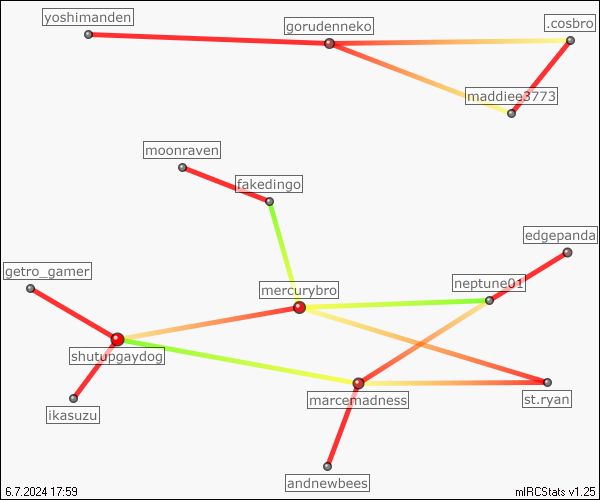 yoshimanden
gorudenneko
.cosbro
maddiee3773
moonraven
fakedingo
edgepanda
getro_gamer
neptune01
mercurybro
shutupgaydog
marcemadness
st.ryan
ikasuzu
andnewbees
6.7.2024 17:59
mIRCStats v1.25